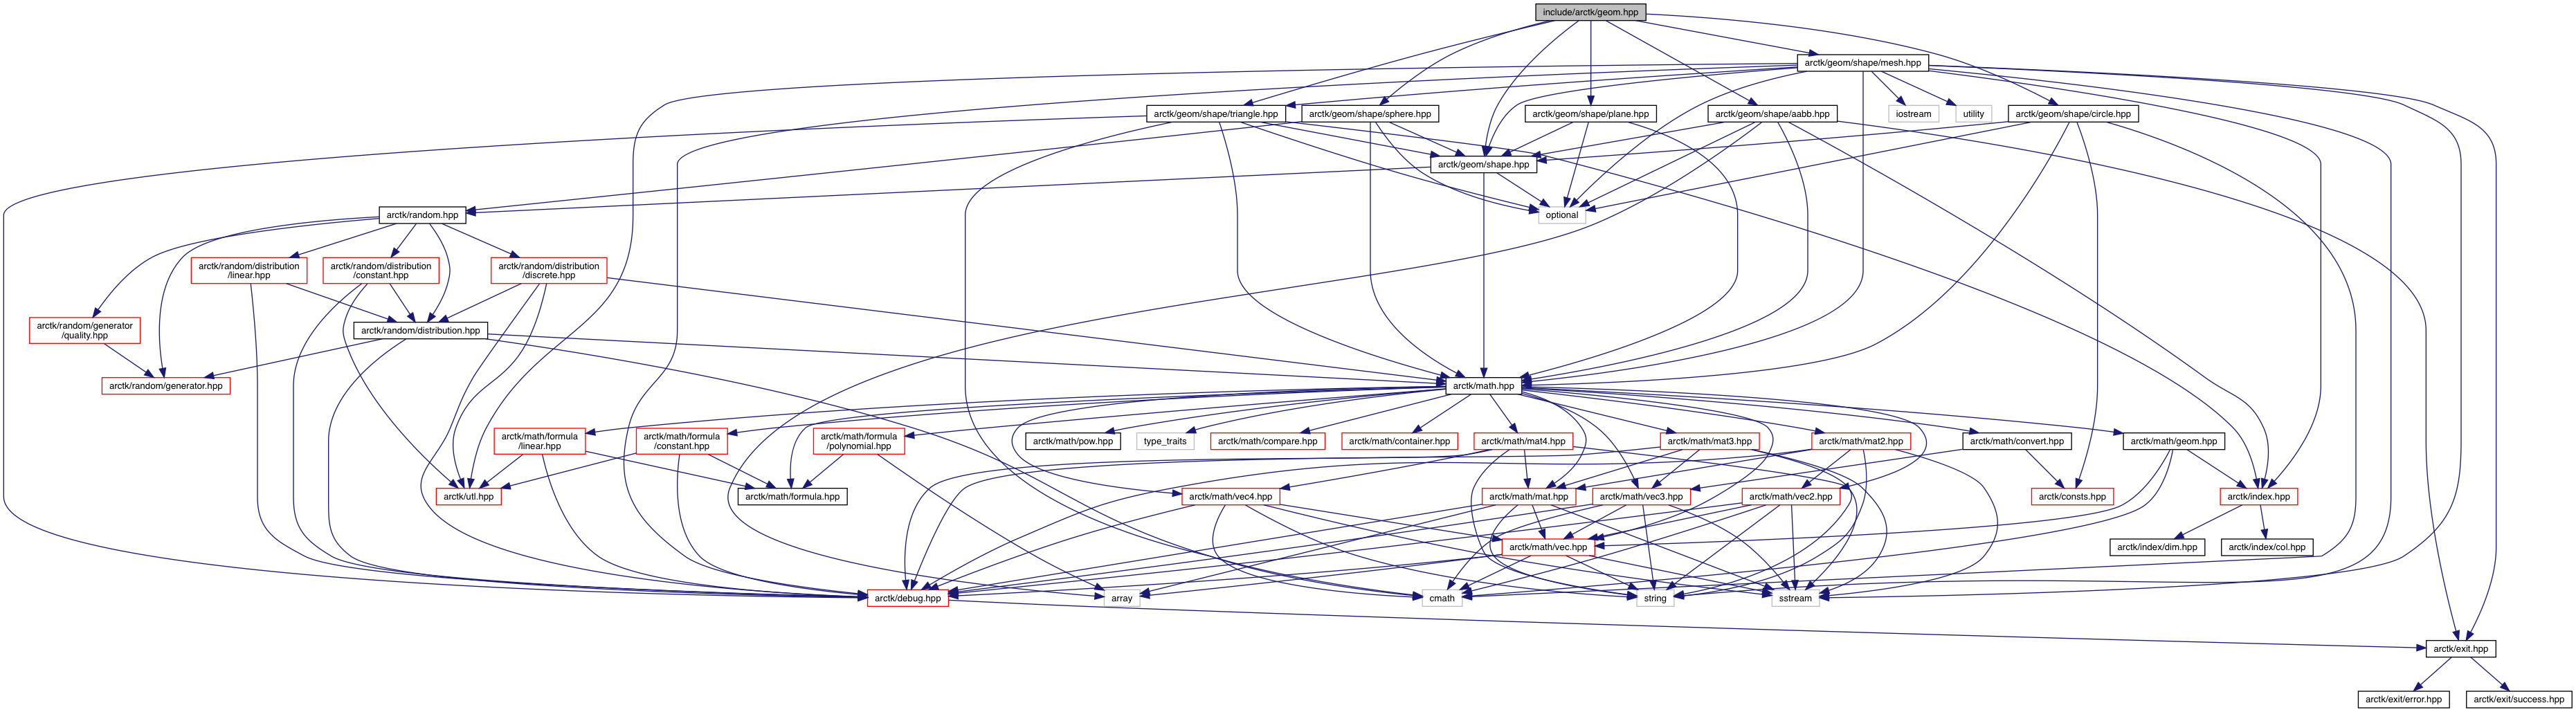 include/arctk/geom.hpp
arctk/geom/shape/mesh.hpp
arctk/geom/shape/triangle.hpp
arctk/geom/shape/sphere.hpp
arctk/geom/shape/plane.hpp
arctk/geom/shape/aabb.hpp
iostream
utility
arctk/geom/shape/circle.hpp
arctk/geom/shape.hpp
arctk/random.hpp
optional
arctk/random/distribution
/linear.hpp
arctk/random/distribution
/constant.hpp
arctk/random/distribution
/discrete.hpp
arctk/random/generator
/quality.hpp
arctk/random/distribution.hpp
arctk/random/generator.hpp
arctk/math.hpp
arctk/math/formula
/linear.hpp
arctk/math/formula
/constant.hpp
arctk/math/formula
/polynomial.hpp
arctk/math/pow.hpp
type_traits
arctk/math/compare.hpp
arctk/math/container.hpp
arctk/math/mat4.hpp
arctk/math/mat3.hpp
arctk/math/mat2.hpp
arctk/math/convert.hpp
arctk/math/geom.hpp
arctk/utl.hpp
arctk/math/formula.hpp
arctk/math/vec4.hpp
arctk/math/mat.hpp
arctk/math/vec3.hpp
arctk/math/vec2.hpp
arctk/consts.hpp
arctk/index.hpp
arctk/math/vec.hpp
arctk/index/dim.hpp
arctk/index/col.hpp
arctk/debug.hpp
array
cmath
string
sstream
arctk/exit.hpp
arctk/exit/error.hpp
arctk/exit/success.hpp